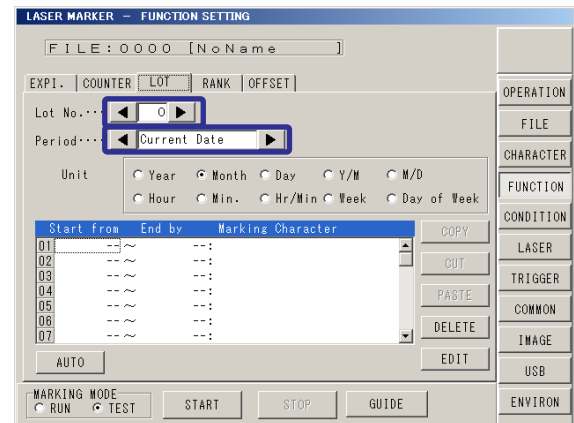 LASER MARKER － FUNCTION SETTING
FILE:0000 [NoName ]
EXPI. COUNTER LOT RANK OFFSET
Lot No.··· ◀ 0 ▶
Period···· ◀ Current Date ▶
Unit
Year Month Day Y/M M/D
Hour Min. Hr/Min Week Day of Week
Start from End by Marking Character
01 --～ --:
02 --～ --:
03 --～ --:
04 --～ --:
05 --～ --:
06 --～ --:
07 --～ --:
COPY
CUT
PASTE
DELETE
EDIT
AUTO
MARKING MODE
RUN TEST
START
STOP
GUIDE
OPERATION
FILE
CHARACTER
FUNCTION
CONDITION
LASER
TRIGGER
COMMON
IMAGE
USB
ENVIRON